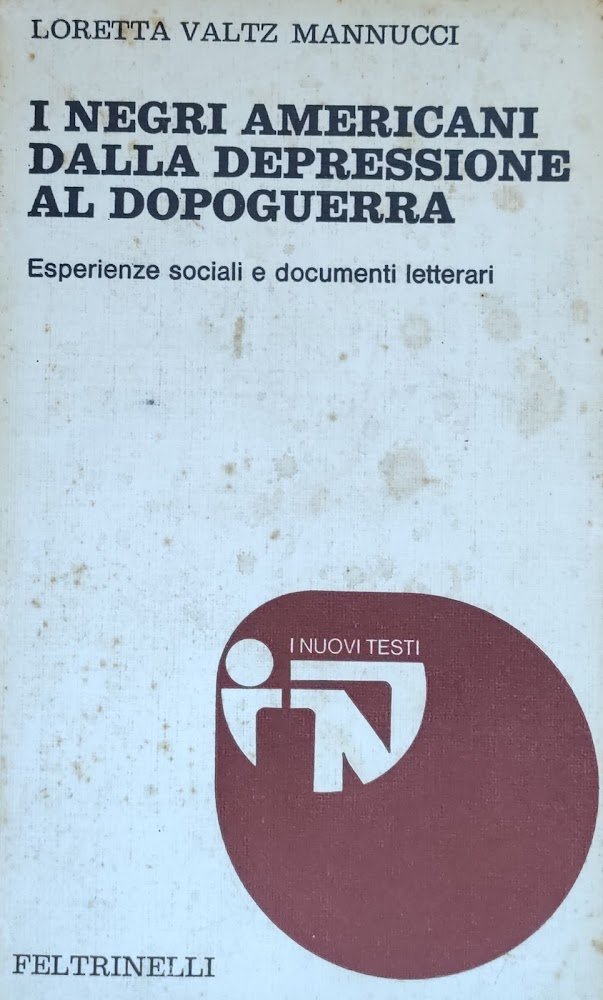 LORETTA VALTZ MANNUCCI
I NEGRI AMERICANI
DALLA DEPRESSIONE
AL DOPOGUERRA
Esperienze sociali e documenti letterari
I NUOVI TESTI
FELTRINELLI